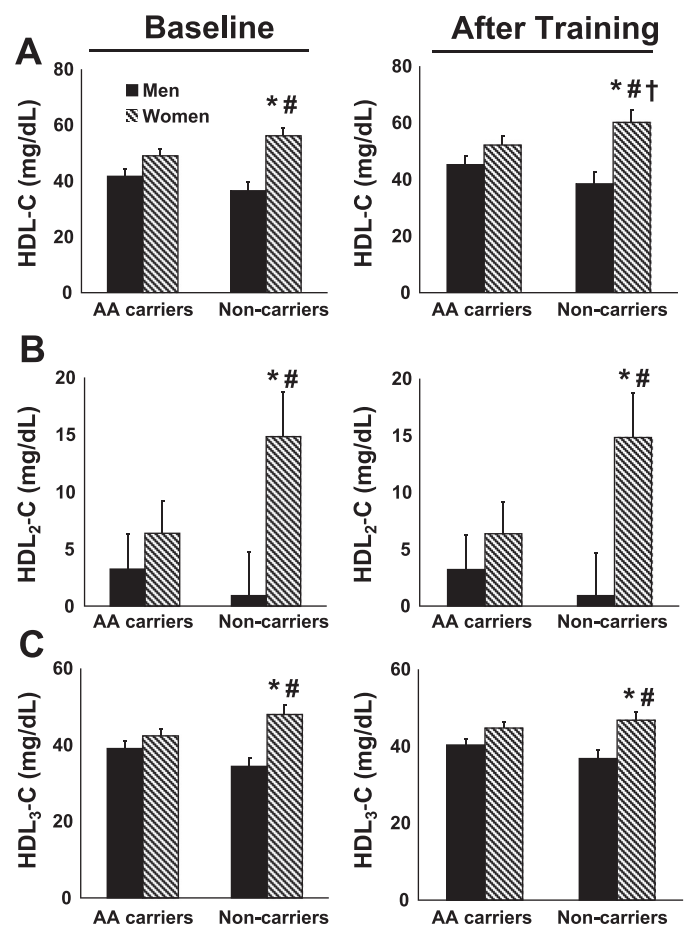 Baseline
After Training
A
HDL-C (mg/dL)
80
60
40
20
0
Men
Women
* #
AA carriers
Non-carriers
HDL-C (mg/dL)
80
60
40
20
0
* # †
AA carriers
Non-carriers
B
HDL₂-C (mg/dL)
20
15
10
5
0
* #
AA carriers
Non-carriers
HDL₂-C (mg/dL)
20
15
10
5
0
* #
AA carriers
Non-carriers
C
HDL₃-C (mg/dL)
60
40
20
0
* #
AA carriers
Non-carriers
HDL₃-C (mg/dL)
60
40
20
0
* #
AA carriers
Non-carriers